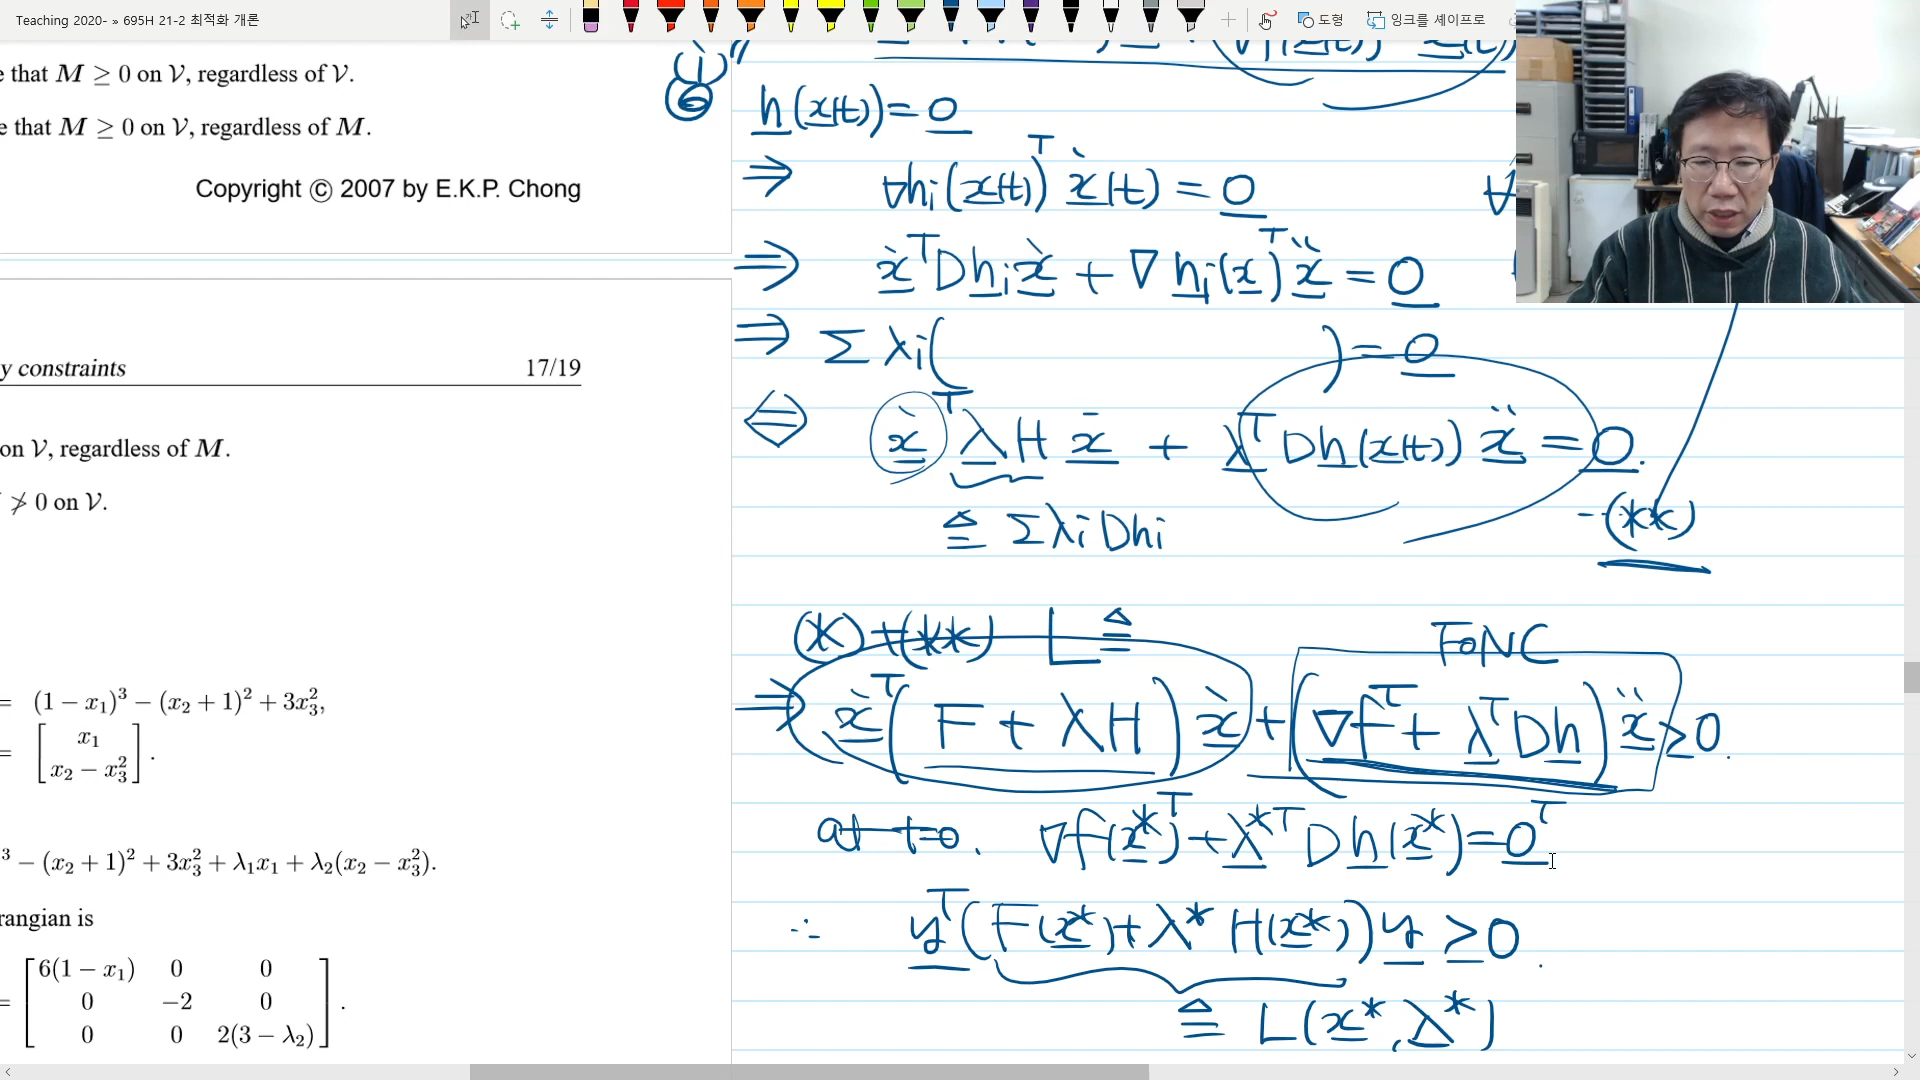 Teaching 2020- » 695H 21-2 최적화 개론
도형
잉크를 셰이프로
e that M ≥ 0 on V, regardless of V.
e that M ≥ 0 on V, regardless of M.
Copyright © 2007 by E.K.P. Chong
y constraints 17/19
on V, regardless of M.
≯ 0 on V.
= (1 − x₁)³ − (x₂ + 1)² + 3x₃²,
= [x₁
x₂ − x₃²].
³ − (x₂ + 1)² + 3x₃² + λ₁x₁ + λ₂(x₂ − x₃²).
rangian is
= [6(1 − x₁) 0 0
0 −2 0
0 0 2(3 − λ₂)].
h(x(t)) = 0
⇒ ∇hi(x(t))ᵀ ẋ(t) = 0
⇒ ẋᵀDhiẋ + ∇hi(x)ᵀẍ = 0
⇒ Σ λi( ) = 0
⇔ ẋᵀ λH ẋ + λᵀDh(x(t)) ẍ = 0.
--(**)
≜ Σλi Dhi
(*) +(**) L≜
FONC
⇒ ẋᵀ(F + λH)ẋ + (∇fᵀ + λᵀDh)ẍ ≥ 0.
at t=0. ∇f(x*)ᵀ + λ*ᵀDh(x*) = 0ᵀ
∴ yᵀ(F(x*) + λ* H(x*))y ≥ 0.
≜ L(x*, λ*)